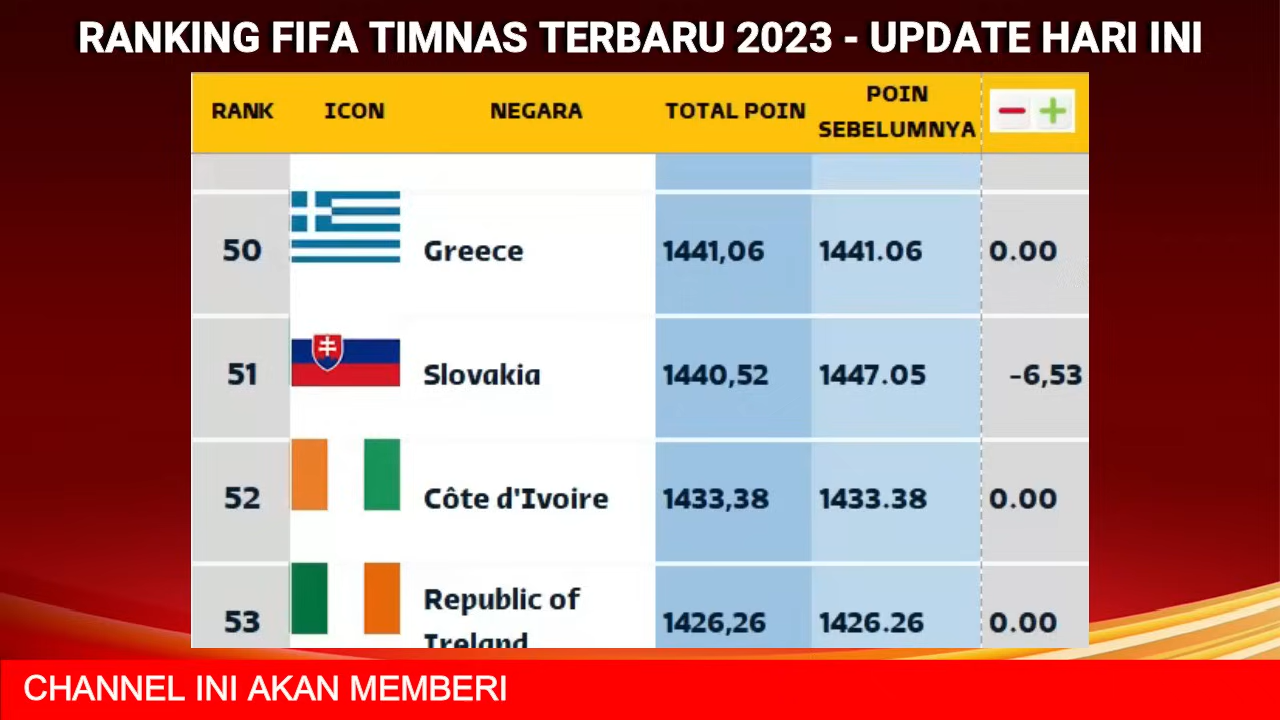 RANKING FIFA TIMNAS TERBARU 2023 - UPDATE HARI INI
RANK ICON NEGARA TOTAL POIN POIN SEBELUMNYA − +
50 Greece 1441,06 1441.06 0.00
51 Slovakia 1440,52 1447.05 -6,53
52 Côte d'Ivoire 1433,38 1433.38 0.00
53 Republic of Ireland 1426,26 1426.26 0.00
CHANNEL INI AKAN MEMBERI